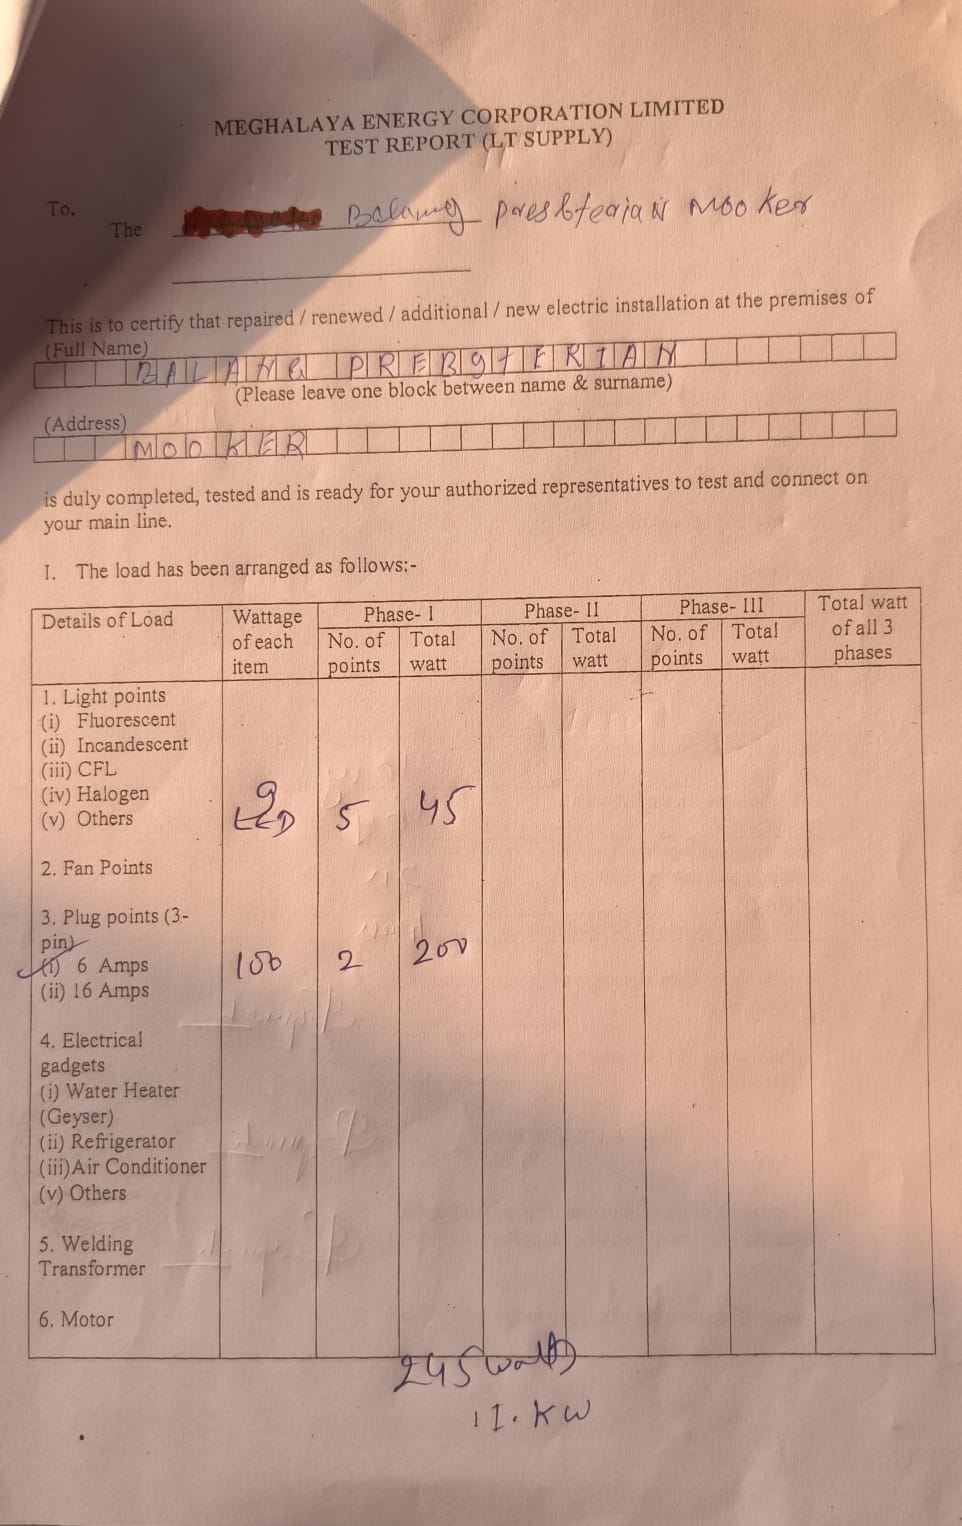 MEGHALAYA ENERGY CORPORATION LIMITED
TEST REPORT (LT SUPPLY)
To,
The Balang presbteriaN Mooker
This is to certify that repaired / renewed / additional / new electric installation at the premises of
(Full Name)
BALANG PREBYTERIAN
(Please leave one block between name & surname)
(Address)
MOOKER
is duly completed, tested and is ready for your authorized representatives to test and connect on
your main line.
I. The load has been arranged as follows:-
Details of Load Wattage of each item Phase- I Phase- II Phase- III Total watt of all 3 phases
No. of points Total watt No. of points Total watt No. of points Total watt
1. Light points
(i) Fluorescent
(ii) Incandescent
(iii) CFL
(iv) Halogen
(v) Others 9 LED 5 45
2. Fan Points
3. Plug points (3-
pin)
(i) 6 Amps 100 2 200
(ii) 16 Amps
4. Electrical
gadgets
(i) Water Heater
(Geyser)
(ii) Refrigerator
(iii)Air Conditioner
(v) Others
5. Welding
Transformer
6. Motor
245 watts
1 I. KW